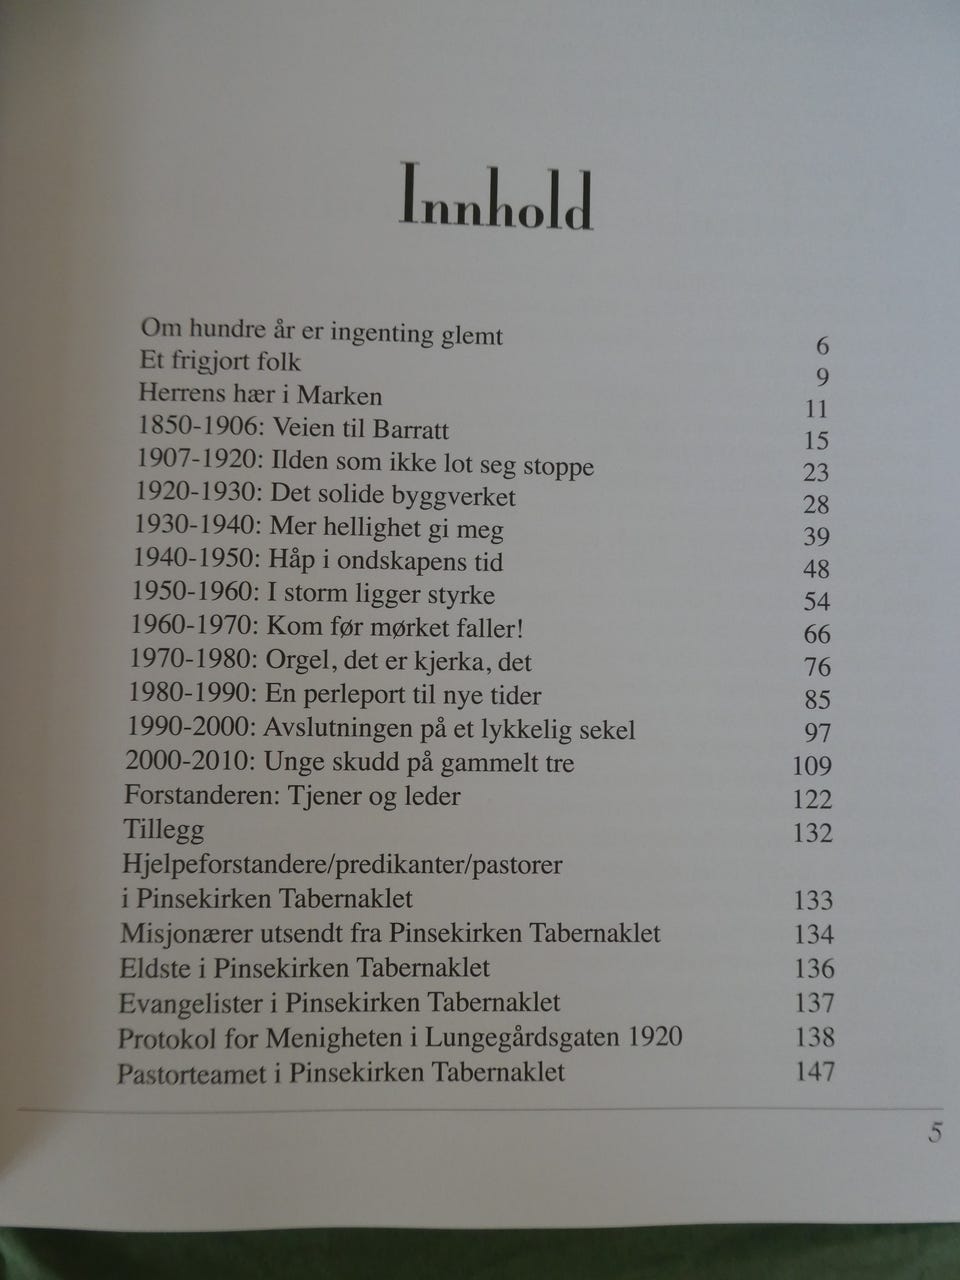 Innhold
Om hundre år er ingenting glemt 6
Et frigjort folk 9
Herrens hær i Marken 11
1850-1906: Veien til Barratt 15
1907-1920: Ilden som ikke lot seg stoppe 23
1920-1930: Det solide byggverket 28
1930-1940: Mer hellighet gi meg 39
1940-1950: Håp i ondskapens tid 48
1950-1960: I storm ligger styrke 54
1960-1970: Kom før mørket faller! 66
1970-1980: Orgel, det er kjerka, det 76
1980-1990: En perleport til nye tider 85
1990-2000: Avslutningen på et lykkelig sekel 97
2000-2010: Unge skudd på gammelt tre 109
Forstanderen: Tjener og leder 122
Tillegg 132
Hjelpeforstandere/predikanter/pastorer
i Pinsekirken Tabernaklet 133
Misjonærer utsendt fra Pinsekirken Tabernaklet 134
Eldste i Pinsekirken Tabernaklet 136
Evangelister i Pinsekirken Tabernaklet 137
Protokol for Menigheten i Lungegårdsgaten 1920 138
Pastorteamet i Pinsekirken Tabernaklet 147
5